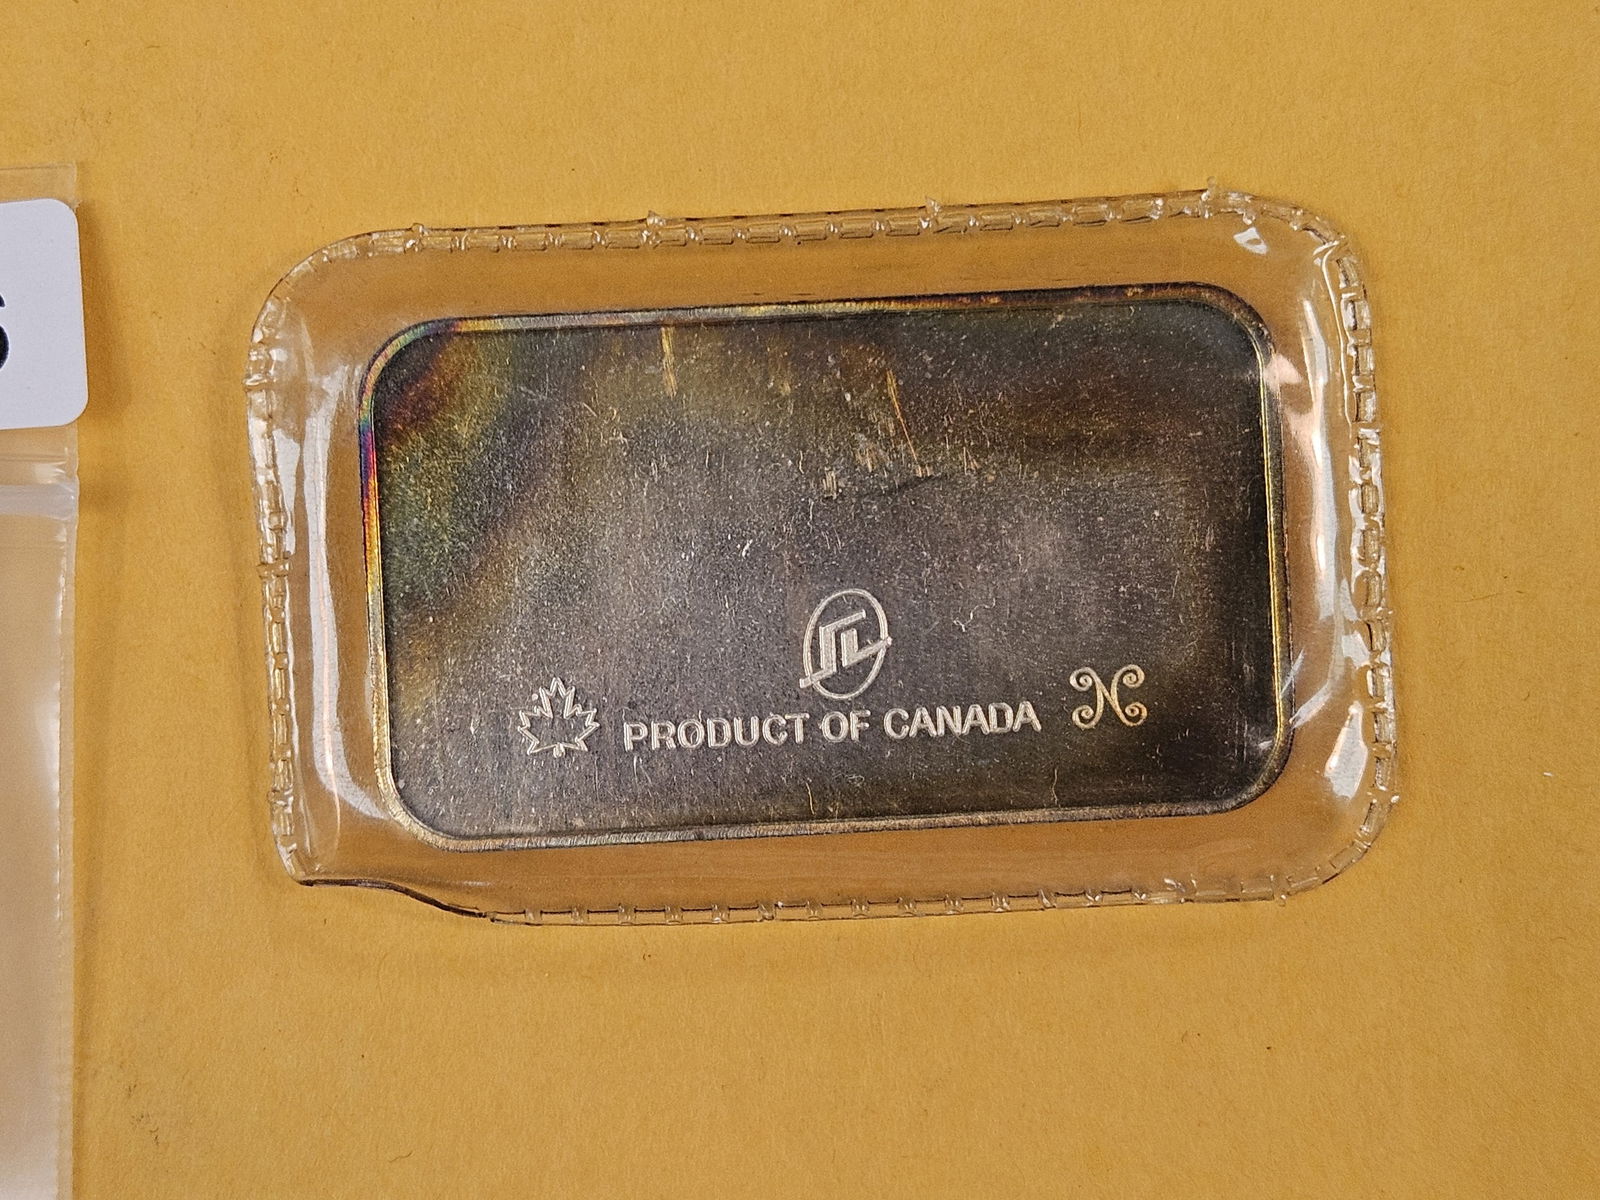 PRODUCT OF CANADA N